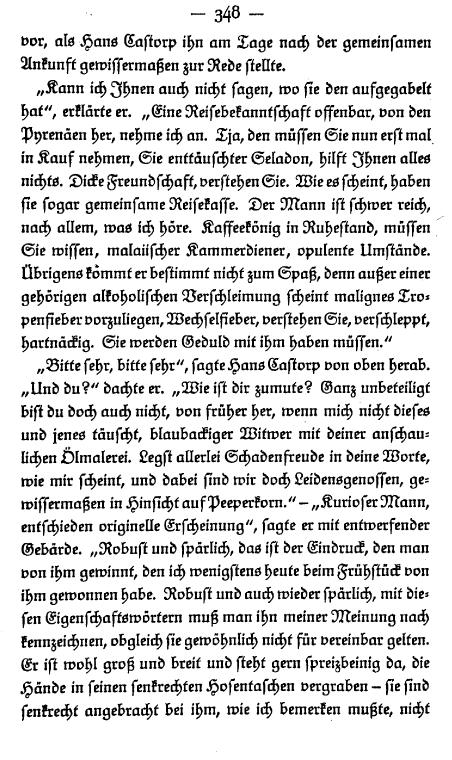 — 348 —
vor, als Hans Castorp ihn am Tage nach der gemeinsamen
Ankunft gewissermaßen zur Rede stellte.
„Kann ich Ihnen auch nicht sagen, wo sie den aufgegabelt
hat“, erklärte er. „Eine Reisebekanntschaft offenbar, von den
Pyrenäen her, nehme ich an. Tja, den müssen Sie nun erst mal
in Kauf nehmen, Sie enttäuschter Seladon, hilft Ihnen alles
nichts. Dicke Freundschaft, verstehen Sie. Wie es scheint, haben
sie sogar gemeinsame Reisekasse. Der Mann ist schwer reich,
nach allem, was ich höre. Kaffeekönig in Ruhestand, müssen
Sie wissen, malaiischer Kammerdiener, opulente Umstände.
Übrigens kömmt er bestimmt nicht zum Spaß, denn außer einer
gehörigen alkoholischen Verschleimung scheint malignes Tro-
penfieber vorzuliegen, Wechselfieber, verstehen Sie, verschleppt,
hartnäckig. Sie werden Geduld mit ihm haben müssen.“
„Bitte sehr, bitte sehr“, sagte Hans Castorp von oben herab.
„Und du?“ dachte er. „Wie ist dir zumute? Ganz unbeteiligt
bist du doch auch nicht, von früher her, wenn mich nicht dieses
und jenes täuscht, blaubackiger Witwer mit deiner anschau-
lichen Ölmalerei. Legst allerlei Schadenfreude in deine Worte,
wie mir scheint, und dabei sind wir doch Leidensgenossen, ge-
wissermaßen in Hinsicht auf Peeperkorn.“ – „Kurioser Mann,
entschieden originelle Erscheinung“, sagte er mit entwerfender
Gebärde. „Robust und spärlich, das ist der Eindruck, den man
von ihm gewinnt, den ich wenigstens heute beim Frühstück von
ihm gewonnen habe. Robust und auch wieder spärlich, mit die-
sen Eigenschaftswörtern muß man ihn meiner Meinung nach
kennzeichnen, obgleich sie gewöhnlich nicht für vereinbar gelten.
Er ist wohl groß und breit und steht gern spreizbeinig da, die
Hände in seinen senkrechten Hosentaschen vergraben – sie sind
senkrecht angebracht bei ihm, wie ich bemerken mußte, nicht